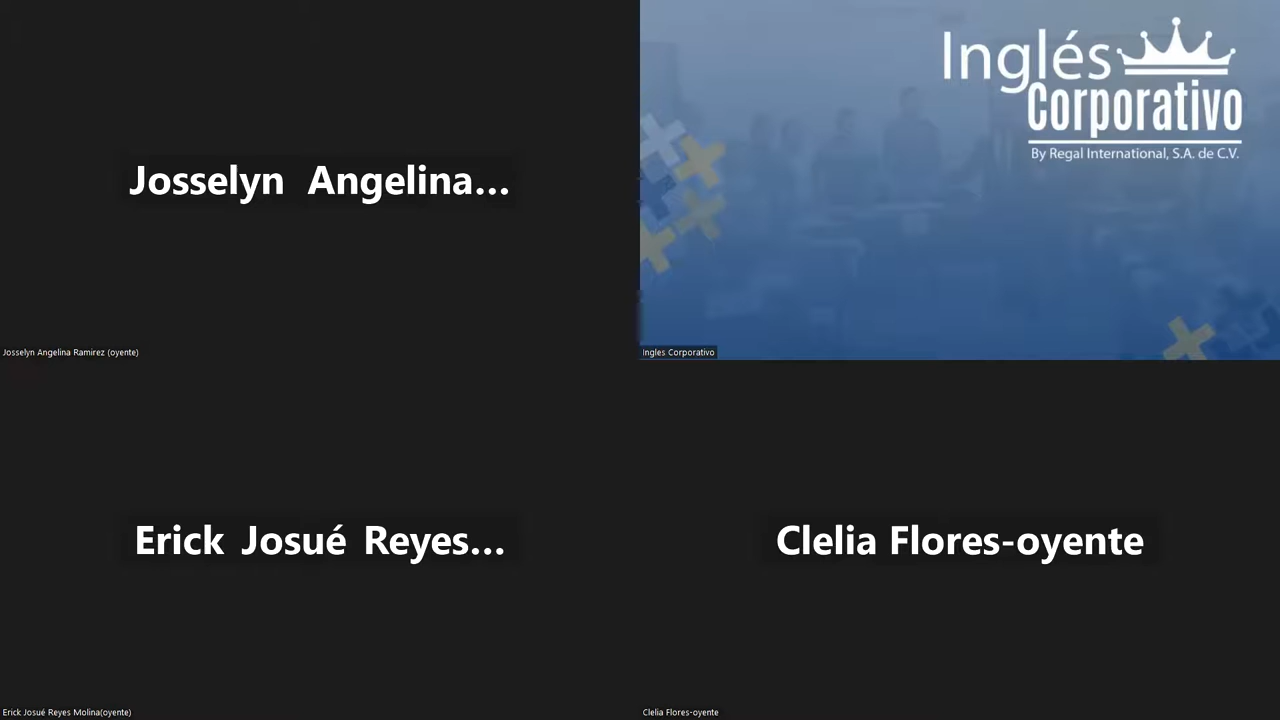 Josselyn Angelina...
Josselyn Angelina Ramirez (oyente)
Inglés
Corporativo
By Regal International, S.A. de C.V.
Ingles Corporativo
Erick Josué Reyes...
Erick Josué Reyes Molina(oyente)
Clelia Flores-oyente
Clelia Flores-oyente